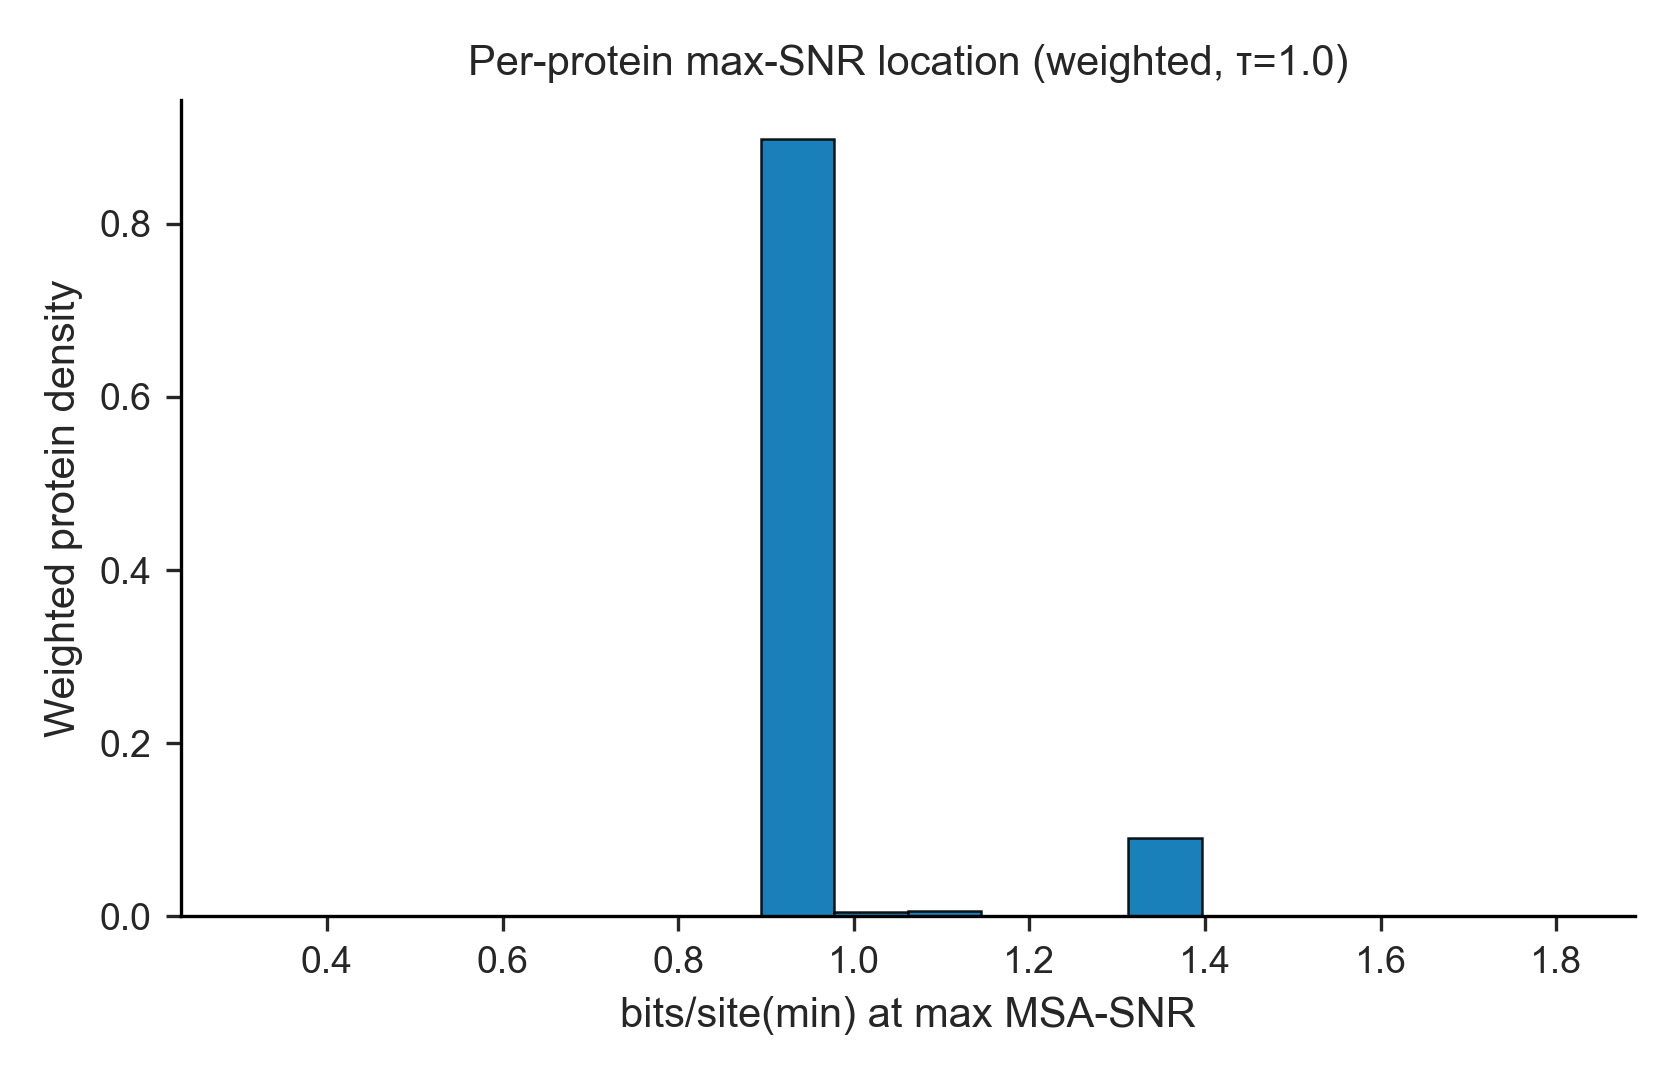 Per-protein max-SNR location (weighted, τ=1.0)
Weighted protein density
0.8
0.6
0.4
0.2
0.0
0.4 0.6 0.8 1.0 1.2 1.4 1.6 1.8
bits/site(min) at max MSA-SNR